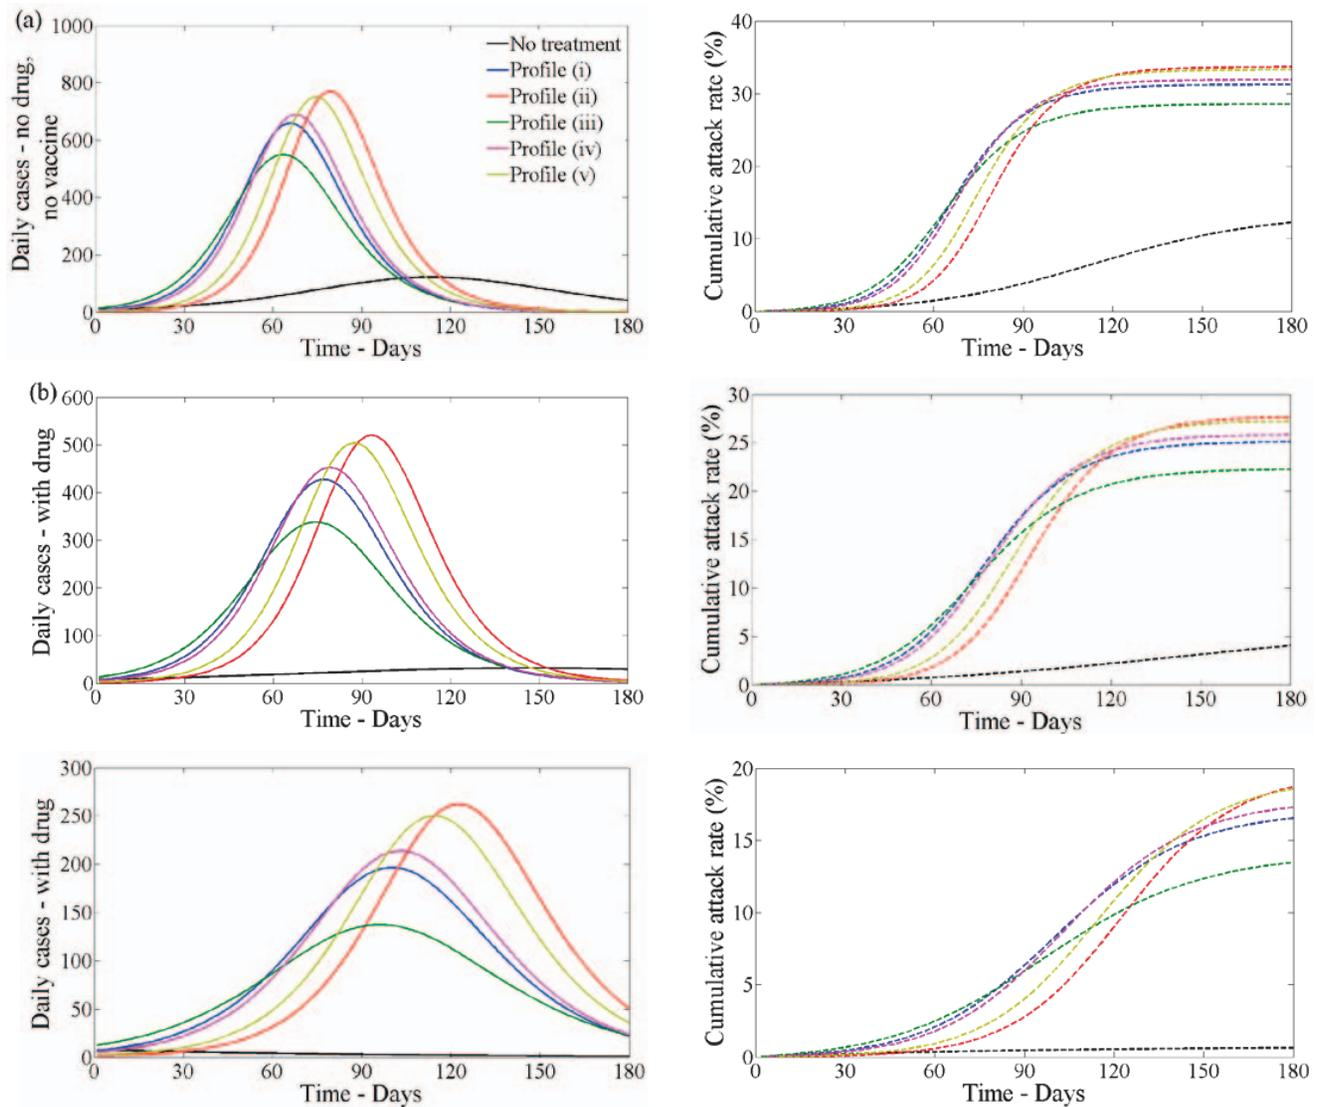 (a)
1000
800
600
400
200
0
Daily cases - no drug,
no vaccine
No treatment
Profile (i)
Profile (ii)
Profile (iii)
Profile (iv)
Profile (v)
0 30 60 90 120 150 180
Time - Days
40
30
20
10
0
Cumulative attack rate (%)
0 30 60 90 120 150 180
Time - Days
(b)
600
500
400
300
200
100
0
Daily cases - with drug
0 30 60 90 120 150 180
Time - Days
30
25
20
15
10
5
0
Cumulative attack rate (%)
0 30 60 90 120 150 180
Time - Days
300
250
200
150
100
50
0
Daily cases - with drug
0 30 60 90 120 150 180
Time - Days
20
15
10
5
0
Cumulative attack rate (%)
0 30 60 90 120 150 180
Time - Days